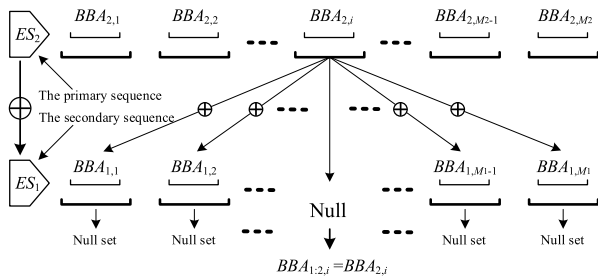 ES₂ BBA₂,₁ BBA₂,₂ BBA₂,ᵢ BBA₂,M₂₋₁ BBA₂,M₂
The primary sequence
The secondary sequence
ES₁ BBA₁,₁ BBA₁,₂ BBA₁,M₁₋₁ BBA₁,M₁
Null
Null set Null set Null set Null set
BBA₁:₂,ᵢ =BBA₂,ᵢ